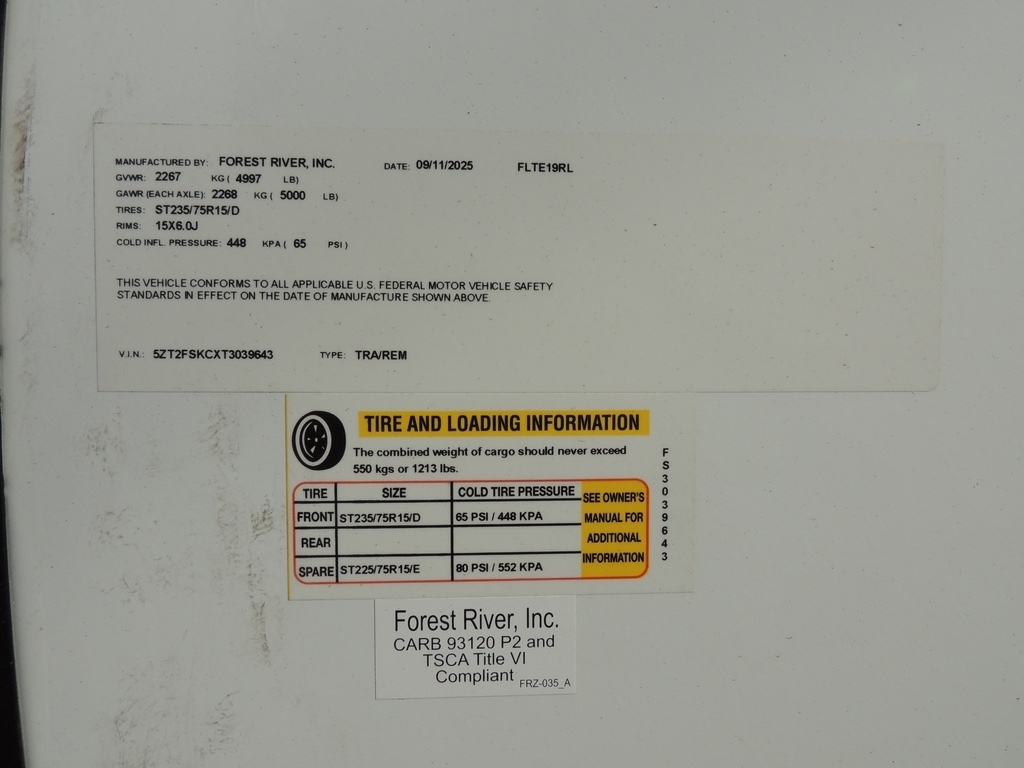 MANUFACTURED BY: FOREST RIVER, INC. DATE: 09/11/2025 FLTE19RL
GVWR: 2267 KG ( 4997 LB)
GAWR (EACH AXLE): 2268 KG ( 5000 LB)
TIRES: ST235/75R15/D
RIMS: 15X6.0J
COLD INFL. PRESSURE: 448 KPA ( 65 PSI )
THIS VEHICLE CONFORMS TO ALL APPLICABLE U.S. FEDERAL MOTOR VEHICLE SAFETY
STANDARDS IN EFFECT ON THE DATE OF MANUFACTURE SHOWN ABOVE.
V.I.N.: 5ZT2FSKCXT3039643 TYPE: TRA/REM
TIRE AND LOADING INFORMATION
The combined weight of cargo should never exceed
550 kgs or 1213 lbs.
TIRE SIZE COLD TIRE PRESSURE
FRONT ST235/75R15/D 65 PSI / 448 KPA
REAR
SPARE ST225/75R15/E 80 PSI / 552 KPA
SEE OWNER'S
MANUAL FOR
ADDITIONAL
INFORMATION
FS3039643
Forest River, Inc.
CARB 93120 P2 and
TSCA Title VI
Compliant FRZ-035_A